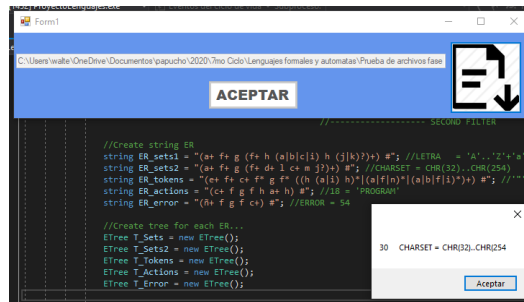 ProyectoLenguajes.exe
Form1
C:\Users\walte\OneDrive\Documentos\papucho\2020\7mo Ciclo\Lenguajes formales y automatas\Prueba de archivos fase
ACEPTAR
//------------------- SECOND FILTER
//Create string ER
string ER_sets1 = "(a+ f+ g (f+ h (a|b|c|i) h (j|k)?)+) #"; //LETRA   = 'A'..'Z'+'a'
string ER_sets2 = "(a+ f+ g (f+ d+ l c+ m j?)+) #"; //CHARSET = CHR(32)..CHR(254)
string ER_tokens = "(e+ f+ c+ f* g f* ((h (a|i) h)*|(a|f|n)*|(a|b|f|i)*)+) #"; //'"'
string ER_actions = "(c+ f g f h a+ h) #"; //18 = 'PROGRAM'
string ER_error = "(ñ+ f g f c+) #"; //ERROR = 54
//Create tree for each ER...
ETree T_Sets = new ETree();
ETree T_Sets2 = new ETree();
ETree T_Tokens = new ETree();
ETree T_Actions = new ETree();
ETree T_Error = new ETree();
30 CHARSET = CHR(32)..CHR(254
Aceptar